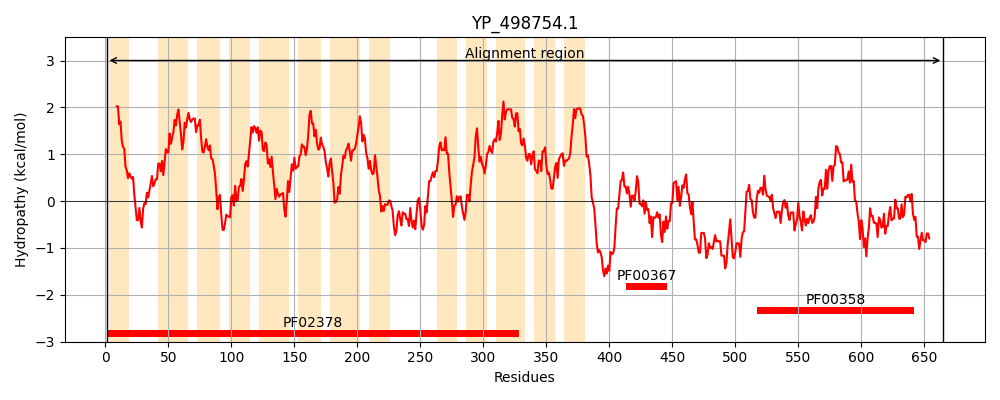 YP_498754.1
Alignment region
Hydropathy (kcal/mol)
3
2
1
0
−1
−2
−3
PF00367
PF00358
PF02378
0 50 100 150 200 250 300 350 400 450 500 550 600 650
Residues